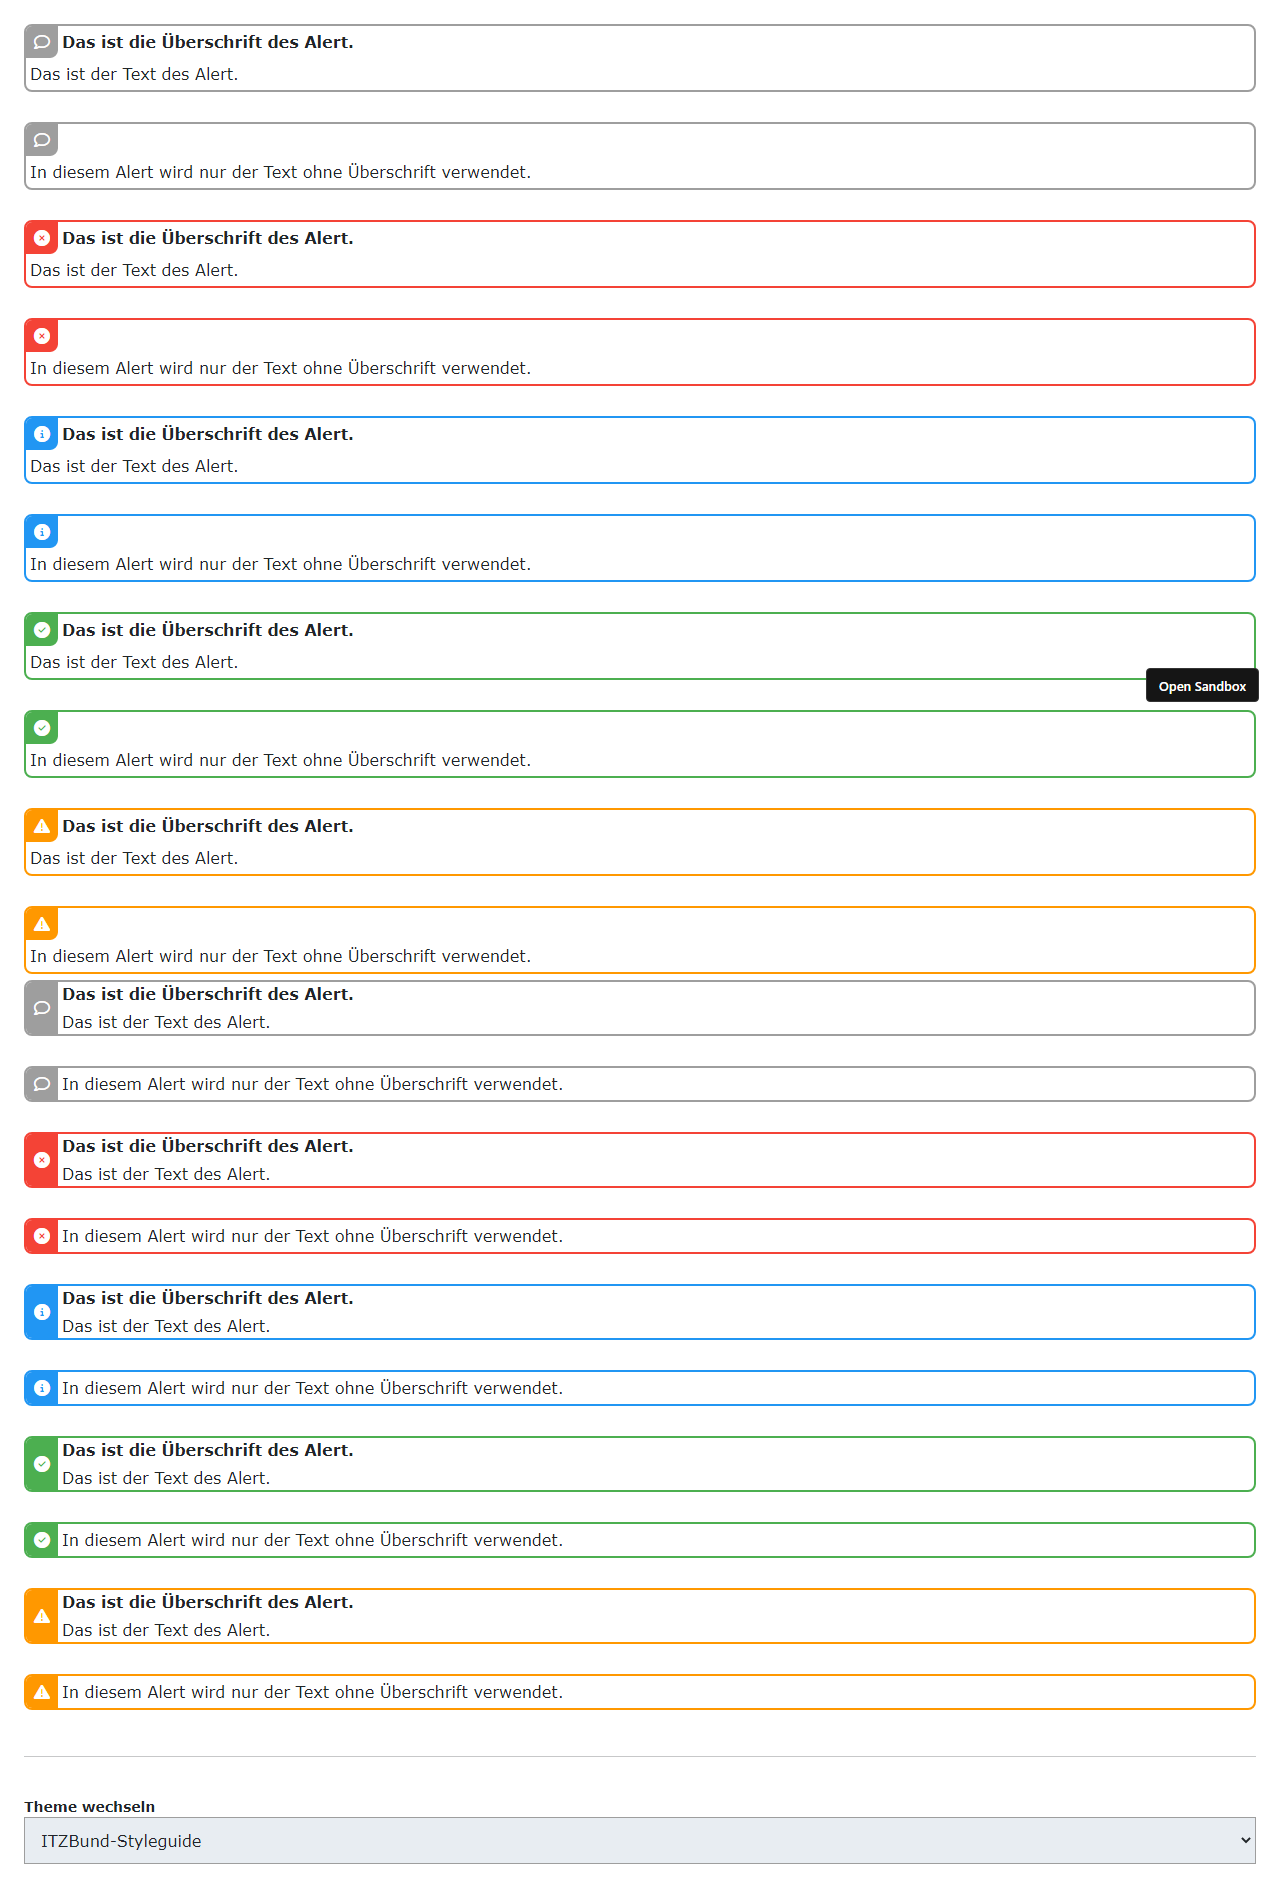 Das ist die Überschrift des Alert.
Das ist der Text des Alert.
In diesem Alert wird nur der Text ohne Überschrift verwendet.
Das ist die Überschrift des Alert.
Das ist der Text des Alert.
In diesem Alert wird nur der Text ohne Überschrift verwendet.
Das ist die Überschrift des Alert.
Das ist der Text des Alert.
In diesem Alert wird nur der Text ohne Überschrift verwendet.
Das ist die Überschrift des Alert.
Das ist der Text des Alert.
Open Sandbox
In diesem Alert wird nur der Text ohne Überschrift verwendet.
Das ist die Überschrift des Alert.
Das ist der Text des Alert.
In diesem Alert wird nur der Text ohne Überschrift verwendet.
Das ist die Überschrift des Alert.
Das ist der Text des Alert.
In diesem Alert wird nur der Text ohne Überschrift verwendet.
Das ist die Überschrift des Alert.
Das ist der Text des Alert.
In diesem Alert wird nur der Text ohne Überschrift verwendet.
Das ist die Überschrift des Alert.
Das ist der Text des Alert.
In diesem Alert wird nur der Text ohne Überschrift verwendet.
Das ist die Überschrift des Alert.
Das ist der Text des Alert.
In diesem Alert wird nur der Text ohne Überschrift verwendet.
Das ist die Überschrift des Alert.
Das ist der Text des Alert.
In diesem Alert wird nur der Text ohne Überschrift verwendet.
Theme wechseln
ITZBund-Styleguide